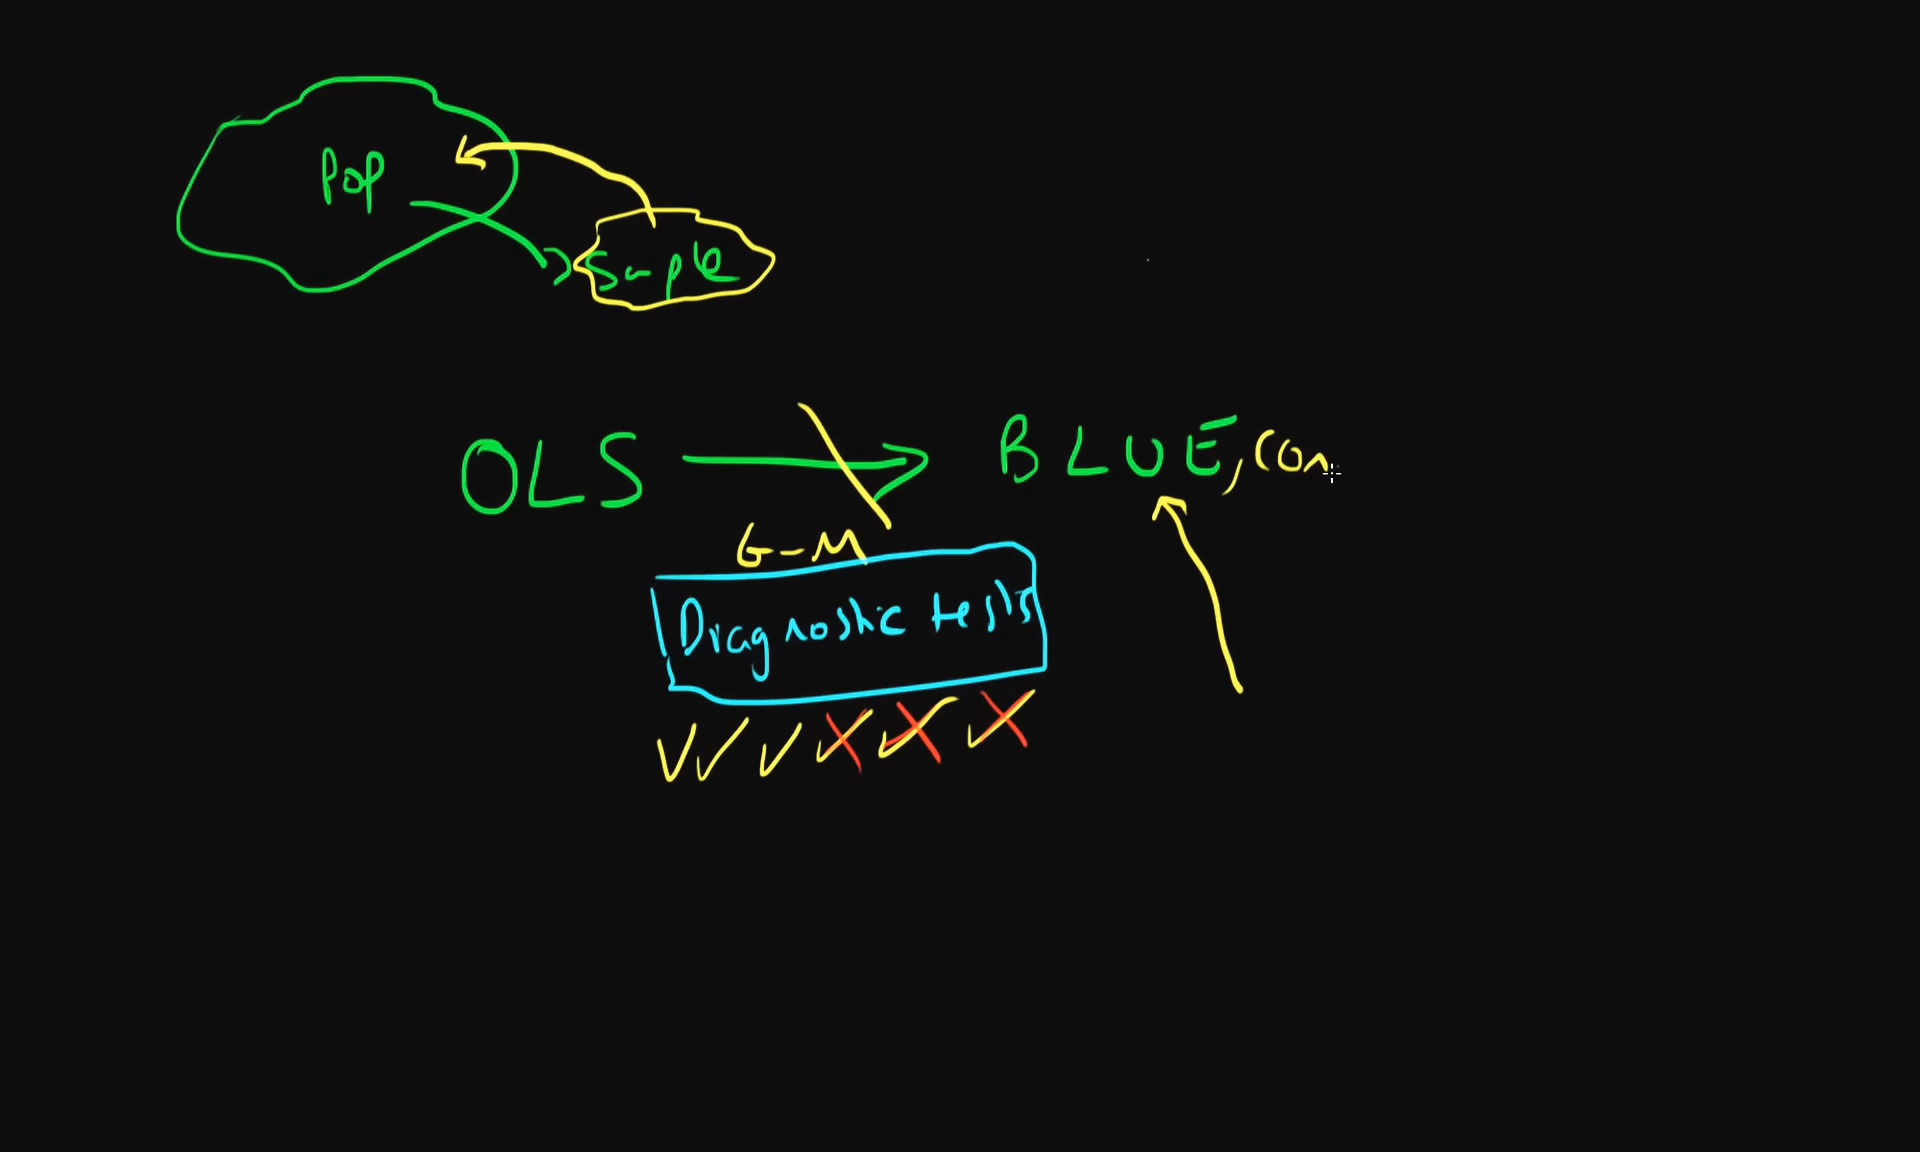 Pop
Sample
OLS → BLUE, con
G-M
Diagnostic tests